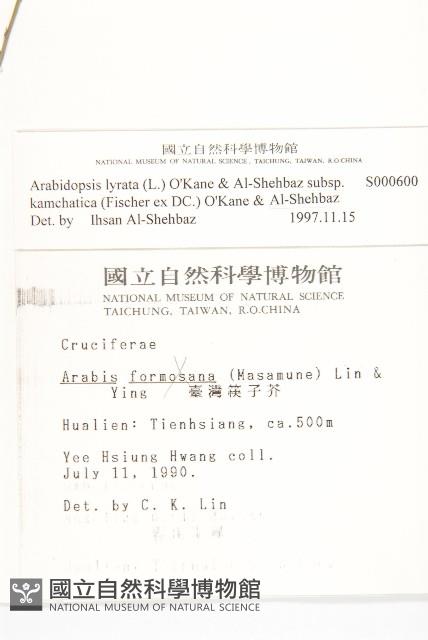 國立自然科學博物館
NATIONAL MUSEUM OF NATURAL SCIENCE, TAICHUNG, TAIWAN, R.O.CHINA
Arabidopsis lyrata (L.) O'Kane & Al-Shehbaz subsp. S000600
kamchatica (Fischer ex DC.) O'Kane & Al-Shehbaz
Det. by Ihsan Al-Shehbaz 1997.11.15
國立自然科學博物館
NATIONAL MUSEUM OF NATURAL SCIENCE
TAICHUNG, TAIWAN, R.O.CHINA
Cruciferae
Arabis formosana (Masamune) Lin &
Ying 臺灣筷子芥
Hualien: Tienhsiang, ca.500m
Yee Hsiung Hwang coll.
July 11, 1990.
Det. by C. K. Lin
國立自然科學博物館
NATIONAL MUSEUM OF NATURAL SCIENCE